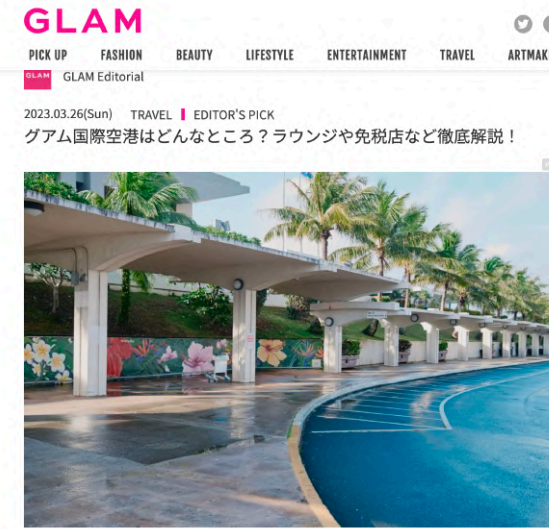 GLAM
PICK UP FASHION BEAUTY LIFESTYLE ENTERTAINMENT TRAVEL ARTMAK
GLAM GLAM Editorial
2023.03.26(Sun) TRAVEL EDITOR'S PICK
グアム国際空港はどんなところ？ラウンジや免税店など徹底解説！